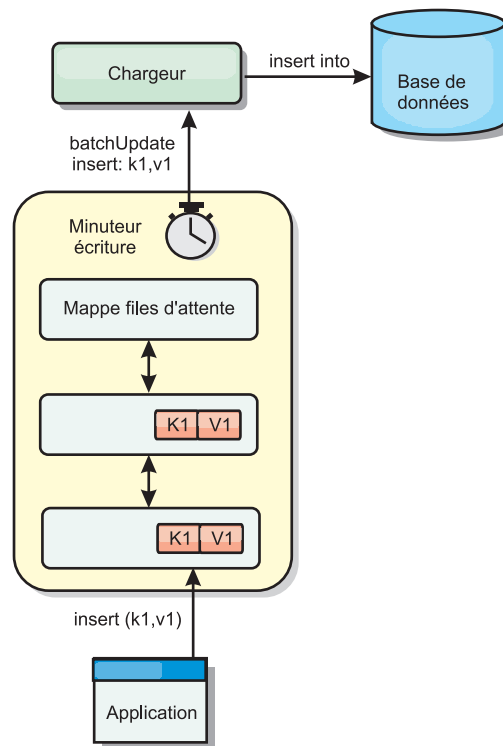 Chargeur
insert into
Base de
données
batchUpdate
insert: k1,v1
Minuteur
écriture
Mappe files d'attente
K1 V1
K1 V1
insert (k1,v1)
Application